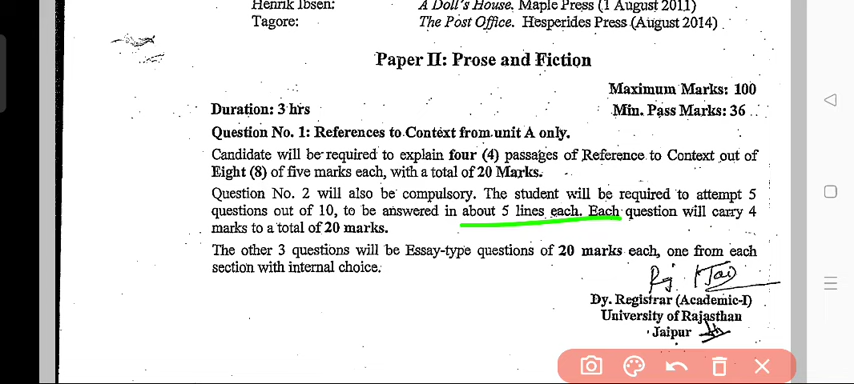 Henrik Ibsen: A Doll's House. Maple Press (1 August 2011)
Tagore: The Post Office. Hesperides Press (August 2014)
Paper II: Prose and Fiction
Maximum Marks: 100
Duration: 3 hrs Min. Pass Marks: 36
Question No. 1: References to Context from unit A only.
Candidate will be required to explain four (4) passages of Reference to Context out of
Eight (8) of five marks each, with a total of 20 Marks.
Question No. 2 will also be compulsory. The student will be required to attempt 5
questions out of 10, to be answered in about 5 lines each. Each question will carry 4
marks to a total of 20 marks.
The other 3 questions will be Essay-type questions of 20 marks each, one from each
section with internal choice.
Dy. Registrar (Academic-I)
University of Rajasthan
Jaipur